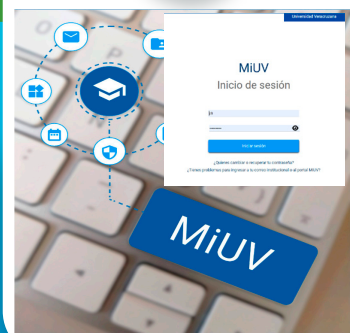 Universidad Veracruzana
MiUV
Inicio de sesión
Iniciar sesión
¿Quieres cambiar o recuperar tu contraseña?
¿Tienes problemas para ingresar a tu correo institucional o al portal MiUV?
MiUV